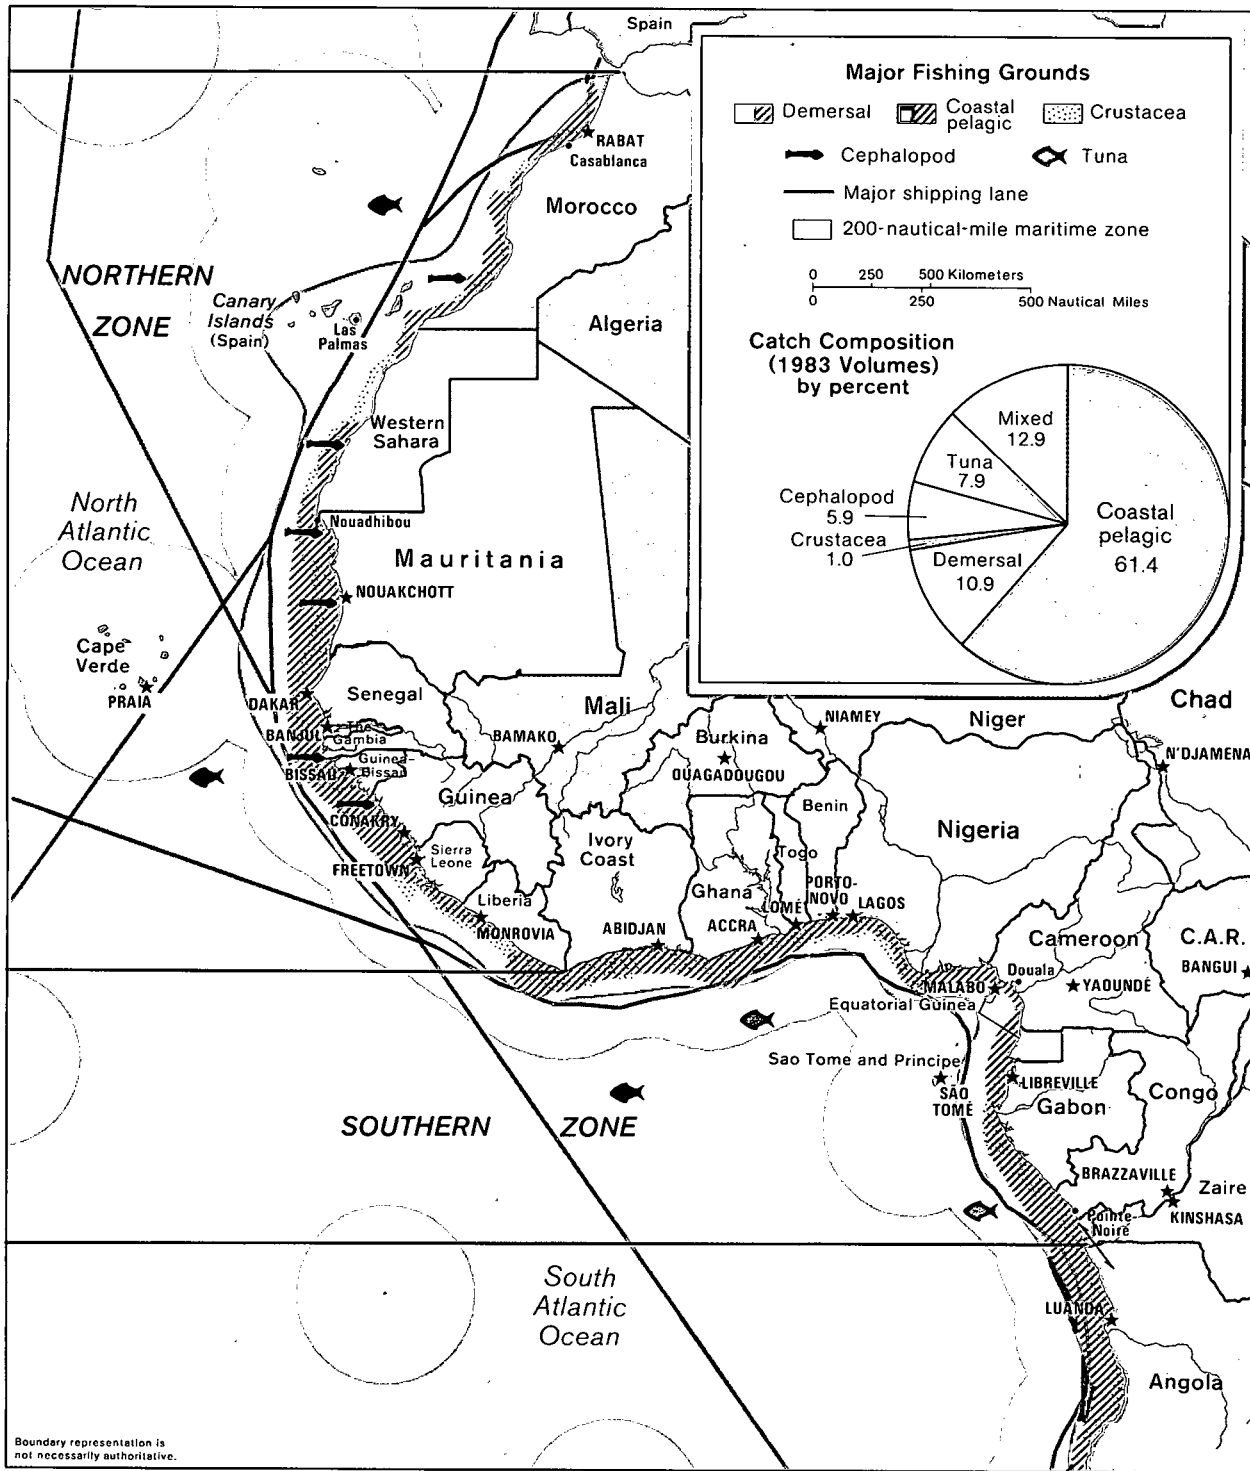 Spain
Major Fishing Grounds
Demersal
Coastal
pelagic
Crustacea
Cephalopod
Tuna
Major shipping lane
200-nautical-mile maritime zone
0 250 500 Kilometers
0 250 500 Nautical Miles
Catch Composition
(1983 Volumes)
by percent
Mixed
12.9
Tuna
7.9
Cephalopod
5.9
Crustacea
1.0
Demersal
10.9
Coastal
pelagic
61.4
RABAT
Casablanca
Morocco
NORTHERN
ZONE
Canary
Islands
(Spain)
Las
Palmas
Algeria
Western
Sahara
North
Atlantic
Ocean
Nouadhibou
Mauritania
NOUAKCHOTT
Cape
Verde
PRAIA
DAKAR
Senegal
Mali
BANJUL
The
Gambia
BAMAKO
BISSAU
Guinea-
Bissau
Guinea
CONAKRY
Sierra
Leone
FREETOWN
Liberia
MONROVIA
Ivory
Coast
ABIDJAN
Burkina
OUAGADOUGOU
NIAMEY
Niger
Chad
N'DJAMENA
Benin
Togo
Ghana
ACCRA
LOMÉ
PORTO-
NOVO
LAGOS
Nigeria
Cameroon
C.A.R.
BANGUI
Douala
MALABO
YAOUNDÉ
Equatorial Guinea
Sao Tome and Principe
SÃO
TOMÉ
LIBREVILLE
Gabon
Congo
BRAZZAVILLE
Zaire
KINSHASA
Pointe-
Noire
SOUTHERN ZONE
South
Atlantic
Ocean
LUANDA
Angola
Boundary representation is
not necessarily authoritative.